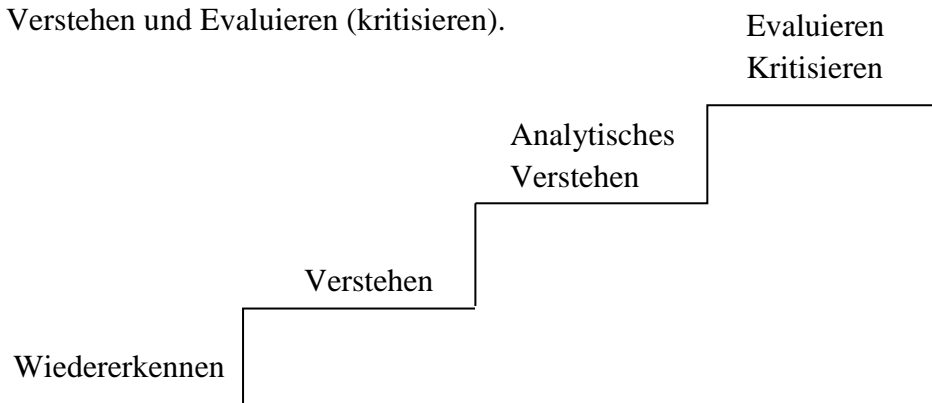 Verstehen und Evaluieren (kritisieren).
Evaluieren
Kritisieren
Analytisches
Verstehen
Verstehen
Wiedererkennen